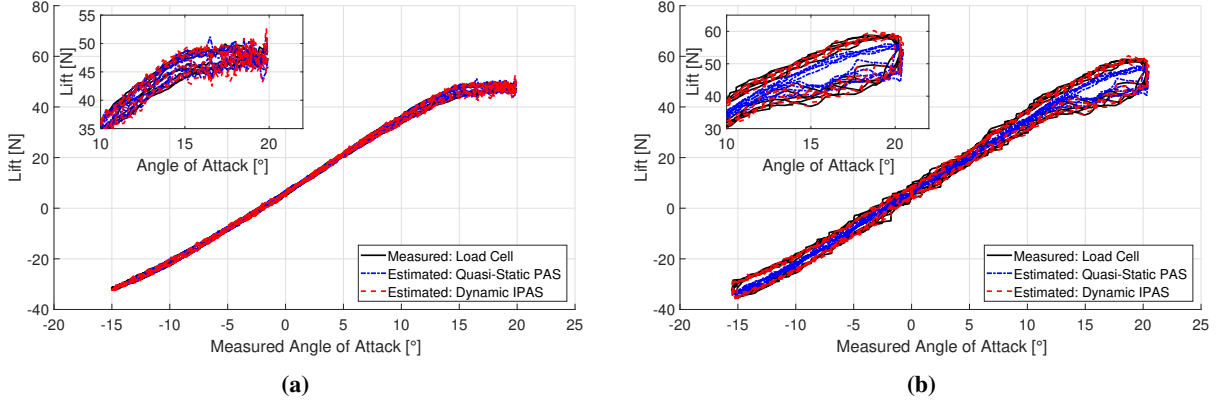 60
40
20
0
-20
-40
Lift [N]
-20 -15 -10 -5 0 5 10 15 20 25
Measured Angle of Attack [°]
55
50
45
40
35
Lift [N]
10 15 20
Angle of Attack [°]
80
Measured: Load Cell
Estimated: Quasi-Static PAS
Estimated: Dynamic IPAS
(a)
80
60
40
20
0
-20
-40
Lift [N]
-20 -15 -10 -5 0 5 10 15 20 25
Measured Angle of Attack [°]
60
50
40
30
Lift [N]
10 15 20
Angle of Attack [°]
Measured: Load Cell
Estimated: Quasi-Static PAS
Estimated: Dynamic IPAS
(b)